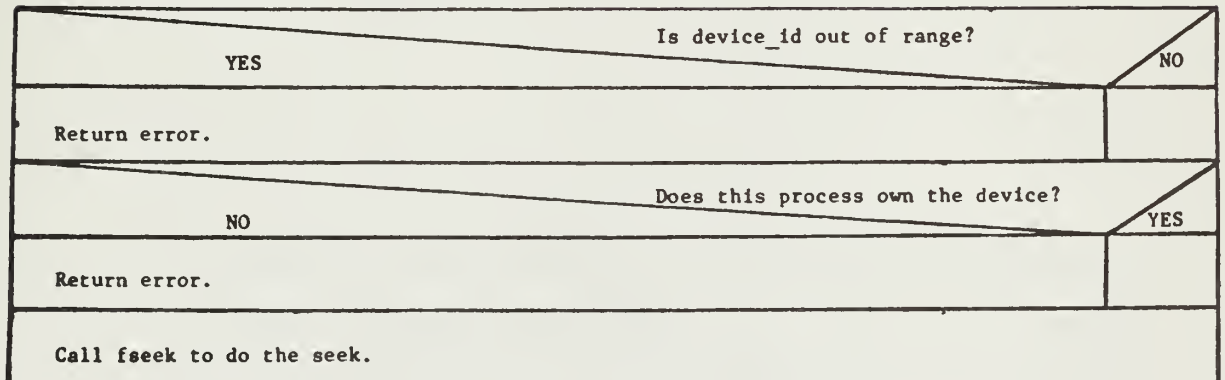 Is device_id out of range?
YES
NO
Return error.
Does this process own the device?
NO
YES
Return error.
Call fseek to do the seek.